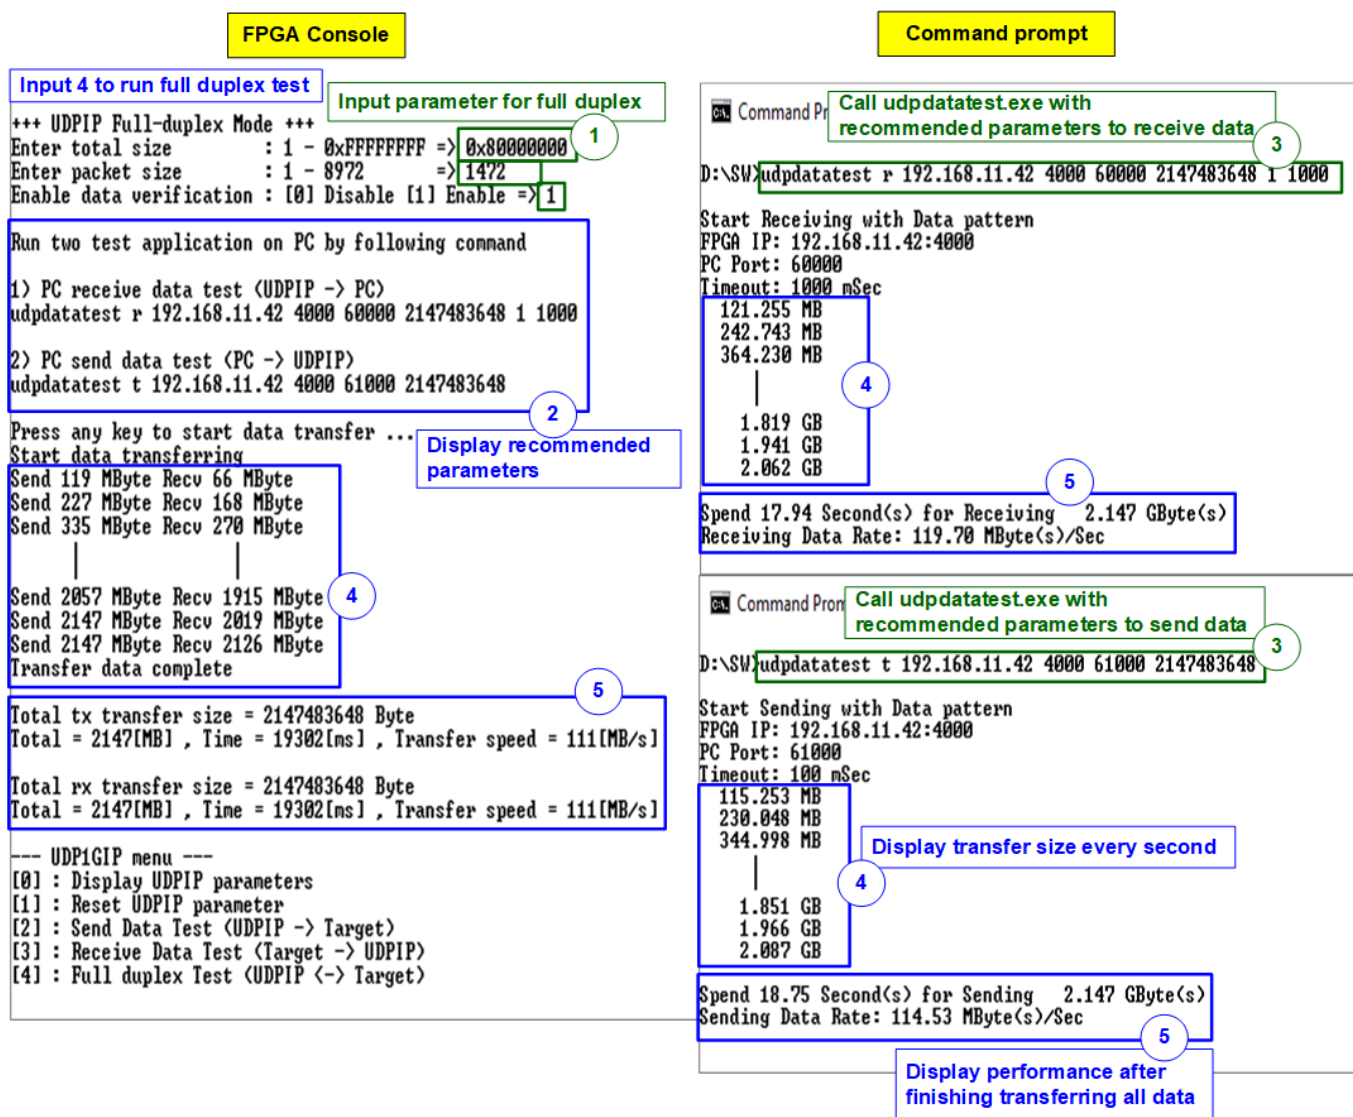 FPGA Console
Input 4 to run full duplex test
Input parameter for full duplex
1
+++ UDPIP Full-duplex Mode +++
Enter total size : 1 - 0xFFFFFFFF => 0x80000000
Enter packet size : 1 - 8972 => 1472
Enable data verification : [0] Disable [1] Enable => 1
Run two test application on PC by following command
1) PC receive data test (UDPIP -> PC)
udpdatatest r 192.168.11.42 4000 60000 2147483648 1 1000
2) PC send data test (PC -> UDPIP)
udpdatatest t 192.168.11.42 4000 61000 2147483648
2
Display recommended
parameters
Press any key to start data transfer ...
Start data transferring
Send 119 MByte Recv 66 MByte
Send 227 MByte Recv 168 MByte
Send 335 MByte Recv 270 MByte
Send 2057 MByte Recv 1915 MByte
Send 2147 MByte Recv 2019 MByte
Send 2147 MByte Recv 2126 MByte
Transfer data complete
4
5
Total tx transfer size = 2147483648 Byte
Total = 2147[MB] , Time = 19302[ms] , Transfer speed = 111[MB/s]
Total rx transfer size = 2147483648 Byte
Total = 2147[MB] , Time = 19302[ms] , Transfer speed = 111[MB/s]
--- UDP1GIP menu ---
[0] : Display UDPIP parameters
[1] : Reset UDPIP parameter
[2] : Send Data Test (UDPIP -> Target)
[3] : Receive Data Test (Target -> UDPIP)
[4] : Full duplex Test (UDPIP <-> Target)
Command prompt
Command Pr
Call udpdatatest.exe with
recommended parameters to receive data
3
D:\SW>udpdatatest r 192.168.11.42 4000 60000 2147483648 1 1000
Start Receiving with Data pattern
FPGA IP: 192.168.11.42:4000
PC Port: 60000
Timeout: 1000 mSec
121.255 MB
242.743 MB
364.230 MB
1.819 GB
1.941 GB
2.062 GB
4
5
Spend 17.94 Second(s) for Receiving 2.147 GByte(s)
Receiving Data Rate: 119.70 MByte(s)/Sec
Command Pron
Call udpdatatest.exe with
recommended parameters to send data
3
D:\SW>udpdatatest t 192.168.11.42 4000 61000 2147483648
Start Sending with Data pattern
FPGA IP: 192.168.11.42:4000
PC Port: 61000
Timeout: 100 mSec
115.253 MB
230.048 MB
344.998 MB
1.851 GB
1.966 GB
2.087 GB
Display transfer size every second
4
Spend 18.75 Second(s) for Sending 2.147 GByte(s)
Sending Data Rate: 114.53 MByte(s)/Sec
5
Display performance after
finishing transferring all data